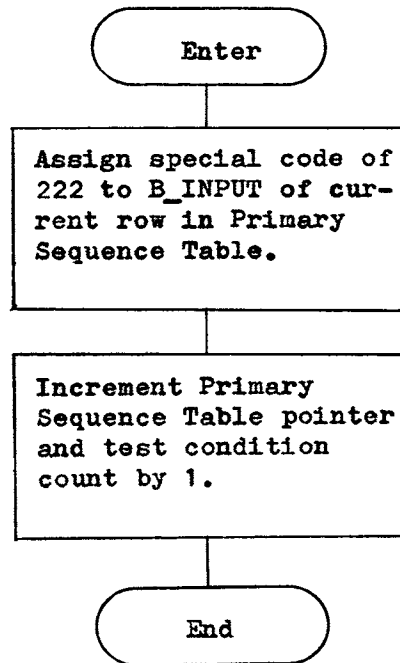 Enter
Assign special code of
222 to B_INPUT of cur-
rent row in Primary
Sequence Table.
Increment Primary
Sequence Table pointer
and test condition
count by 1.
End